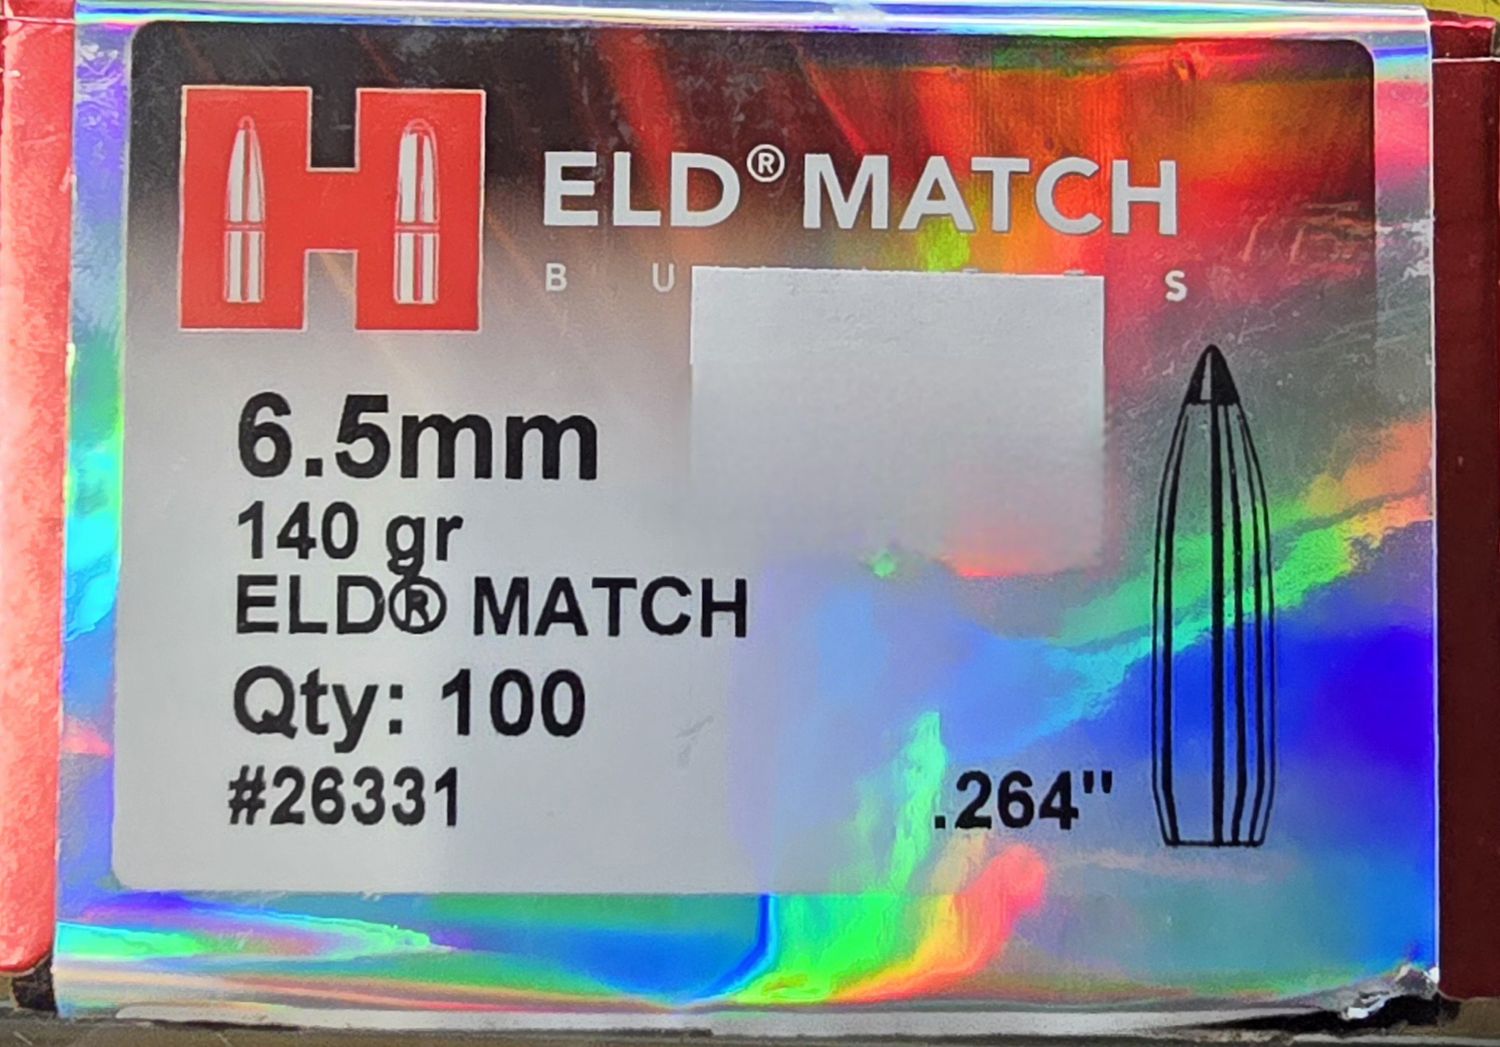 H
ELD® MATCH
6.5mm
140 gr
ELD® MATCH
Qty: 100
#26331
.264"